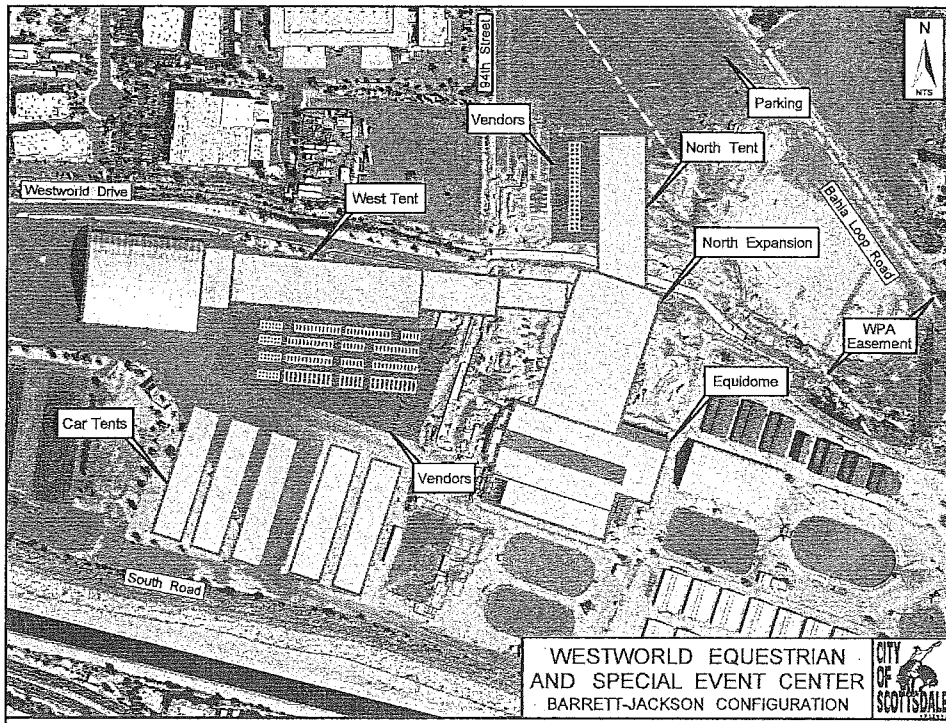 94th Street
N
NTS
Parking
Vendors
North Tent
Westworld Drive
West Tent
Bahia Loop Road
North Expansion
WPA
Easement
Equidome
Car Tents
Vendors
South Road
WESTWORLD EQUESTRIAN
AND SPECIAL EVENT CENTER
BARRETT-JACKSON CONFIGURATION
CITY
OF
SCOTTSDALE